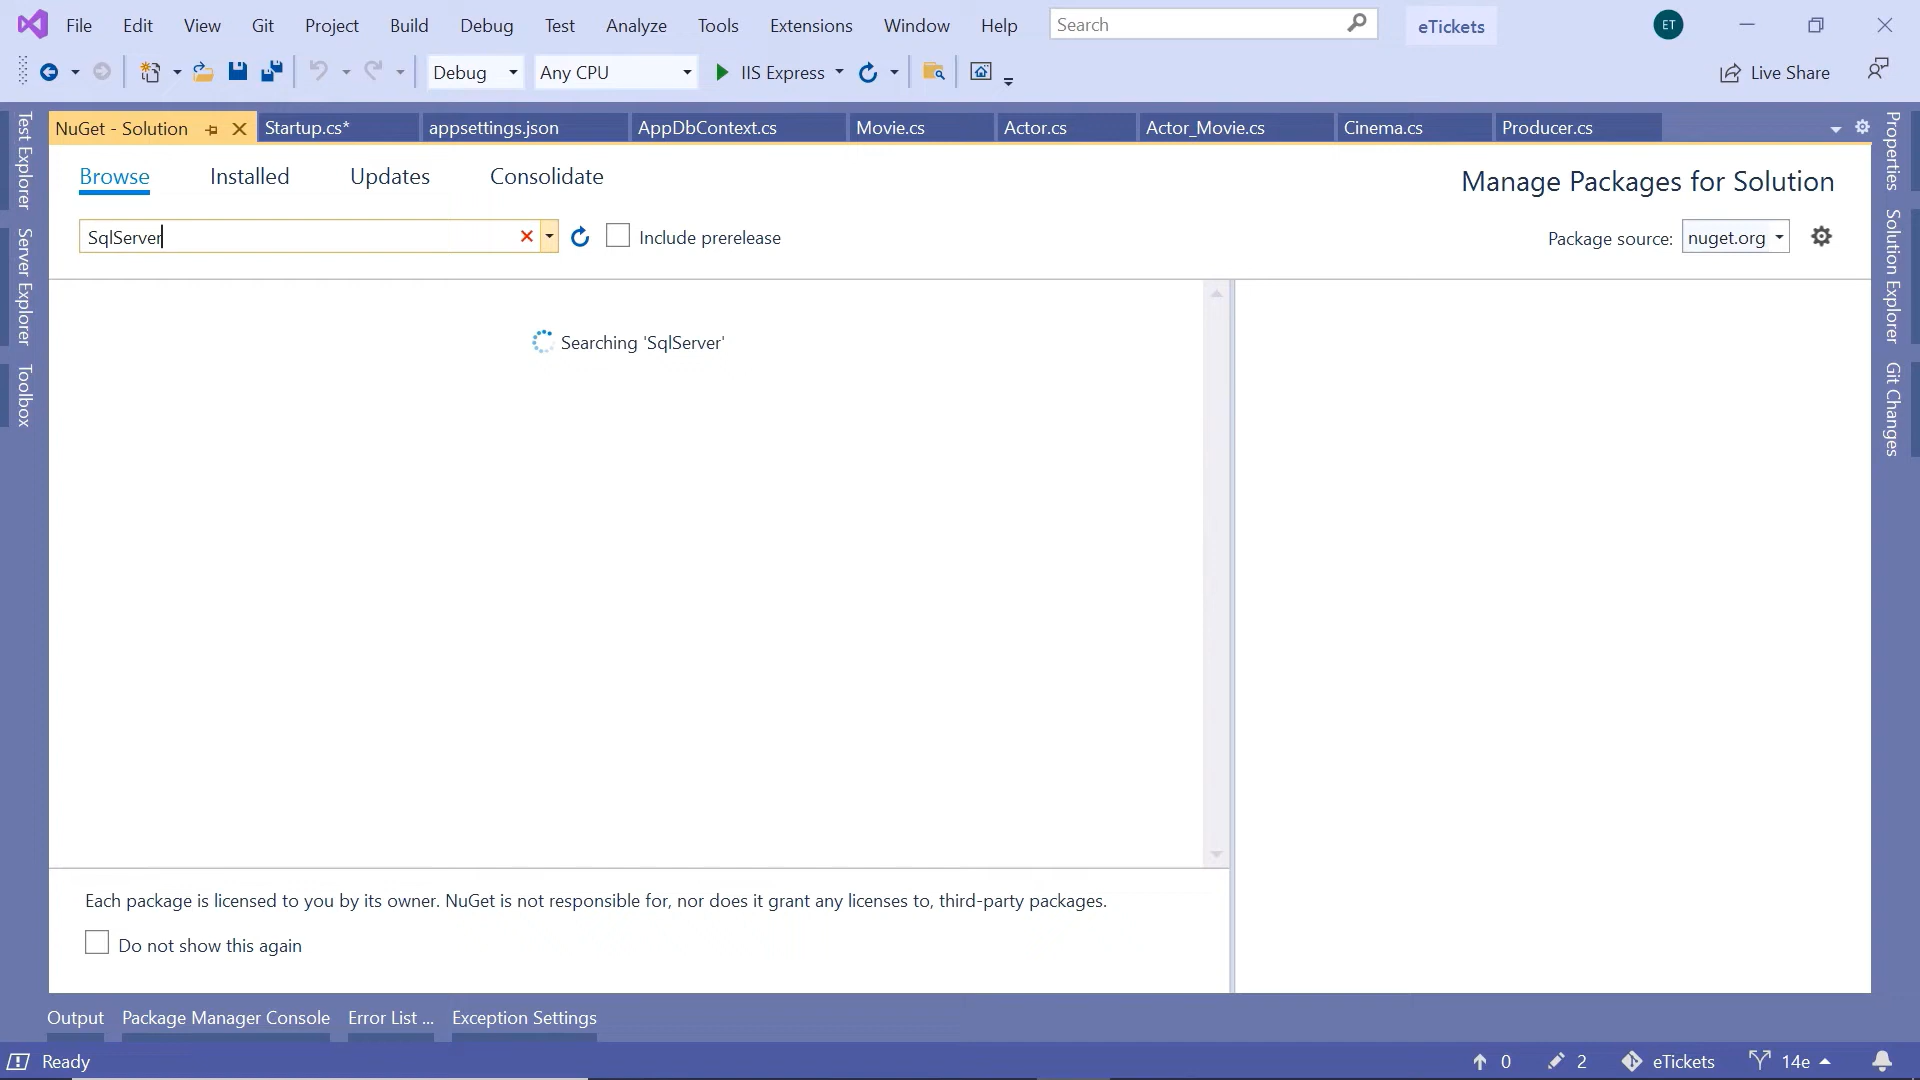 File Edit View Git Project Build Debug Test Analyze Tools Extensions Window Help Search eTickets ET
Debug Any CPU IIS Express Live Share
NuGet - Solution Startup.cs* appsettings.json AppDbContext.cs Movie.cs Actor.cs Actor_Movie.cs Cinema.cs Producer.cs
Test Explorer
Server Explorer
Toolbox
Browse Installed Updates Consolidate
Manage Packages for Solution
SqlServer Include prerelease
Package source: nuget.org
Searching 'SqlServer'
Each package is licensed to you by its owner. NuGet is not responsible for, nor does it grant any licenses to, third-party packages.
Do not show this again
Properties
Solution Explorer
Git Changes
Output Package Manager Console Error List ... Exception Settings
Ready 0 2 eTickets 14e